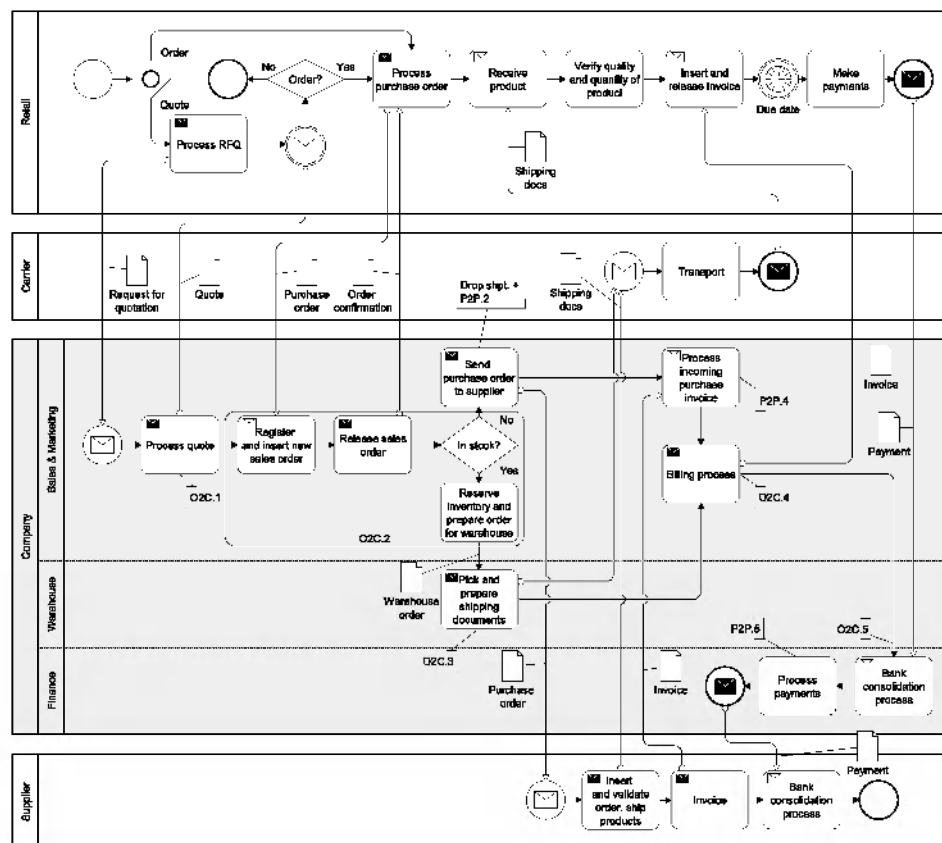 Retail
Order
No
Order?
Yes
Process
purchase order
Receive
product
Verify quality
and quantity of
product
Insert and
release invoice
Due date
Make
payments
Quote
Process RFQ
Shipping
docs
Carrier
Request for
quotation
Quote
Purchase
order
Order
confirmation
Drop shpt. +
P2P.2
Shipping
docs
Transport
Company
Sales & Marketing
Send
purchase order
to supplier
Process
incoming
purchase
invoice
Invoice
P2P.4
No
Process quote
Register
and insert new
sales order
Release sales
order
In stock?
Payment
Yes
Billing process
O2C.1
O2C.4
Reserve
inventory and
prepare order
for warehouse
O2C.2
Warehouse
Warehouse
order
Pick and
prepare
shipping
documents
O2C.3
P2P.5
O2C.5
Finance
Purchase
order
Invoice
Process
payments
Bank
consolidation
process
Supplier
Payment
Insert
and validate
order, ship
products
Invoice
Bank
consolidation
process